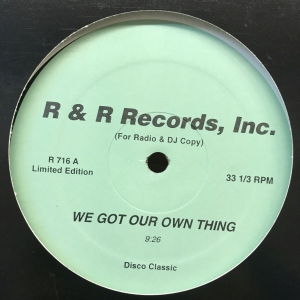 R & R Records, Inc.
(For Radio & DJ Copy)
R 716 A
Limited Edition
33 1/3 RPM
WE GOT OUR OWN THING
9:26
Disco Classic